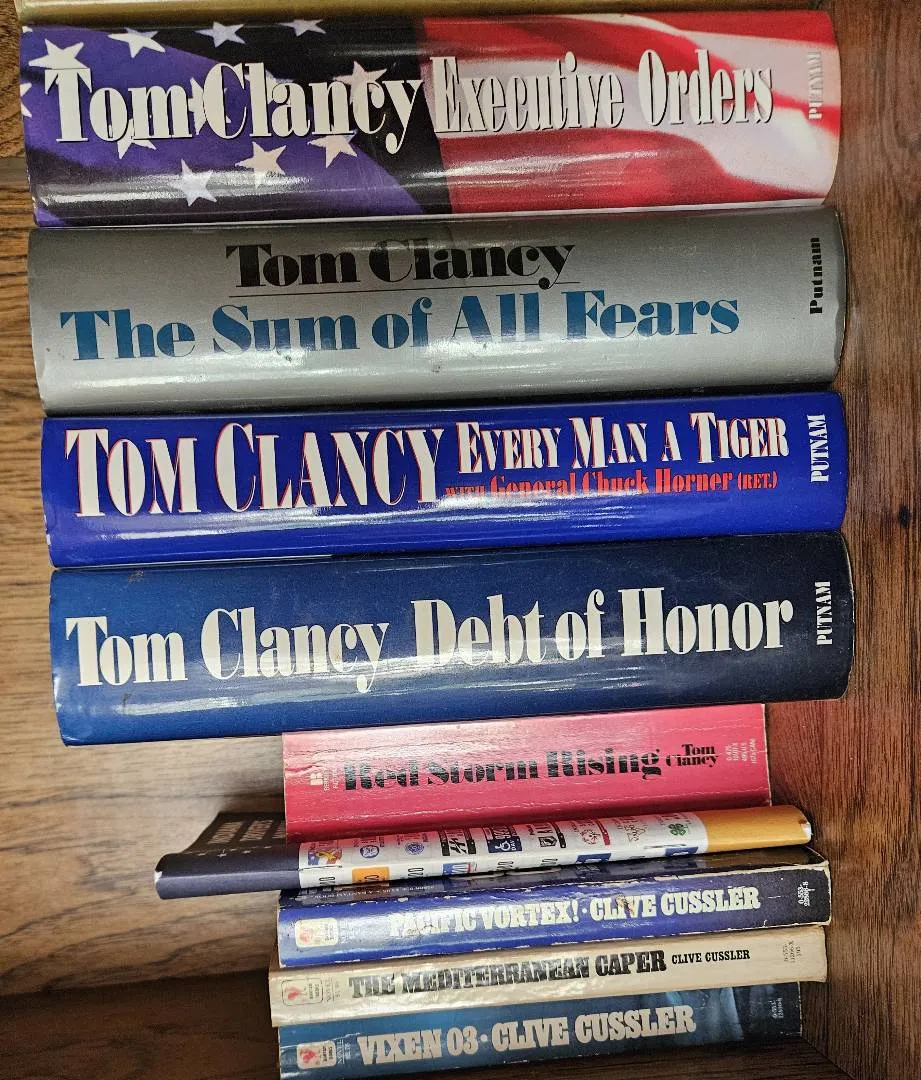 Tom Clancy Executive Orders PUTNAM
Tom Clancy
The Sum of All Fears
Putnam
TOM CLANCY EVERY MAN A TIGER
WITH General Chuck Horner (RET.)
PUTNAM
Tom Clancy Debt of Honor PUTNAM
Red Storm Rising Tom
Clancy
PACIFIC VORTEX! · CLIVE CUSSLER
THE MEDITERRANEAN CAPER CLIVE CUSSLER
VIXEN 03 · CLIVE CUSSLER